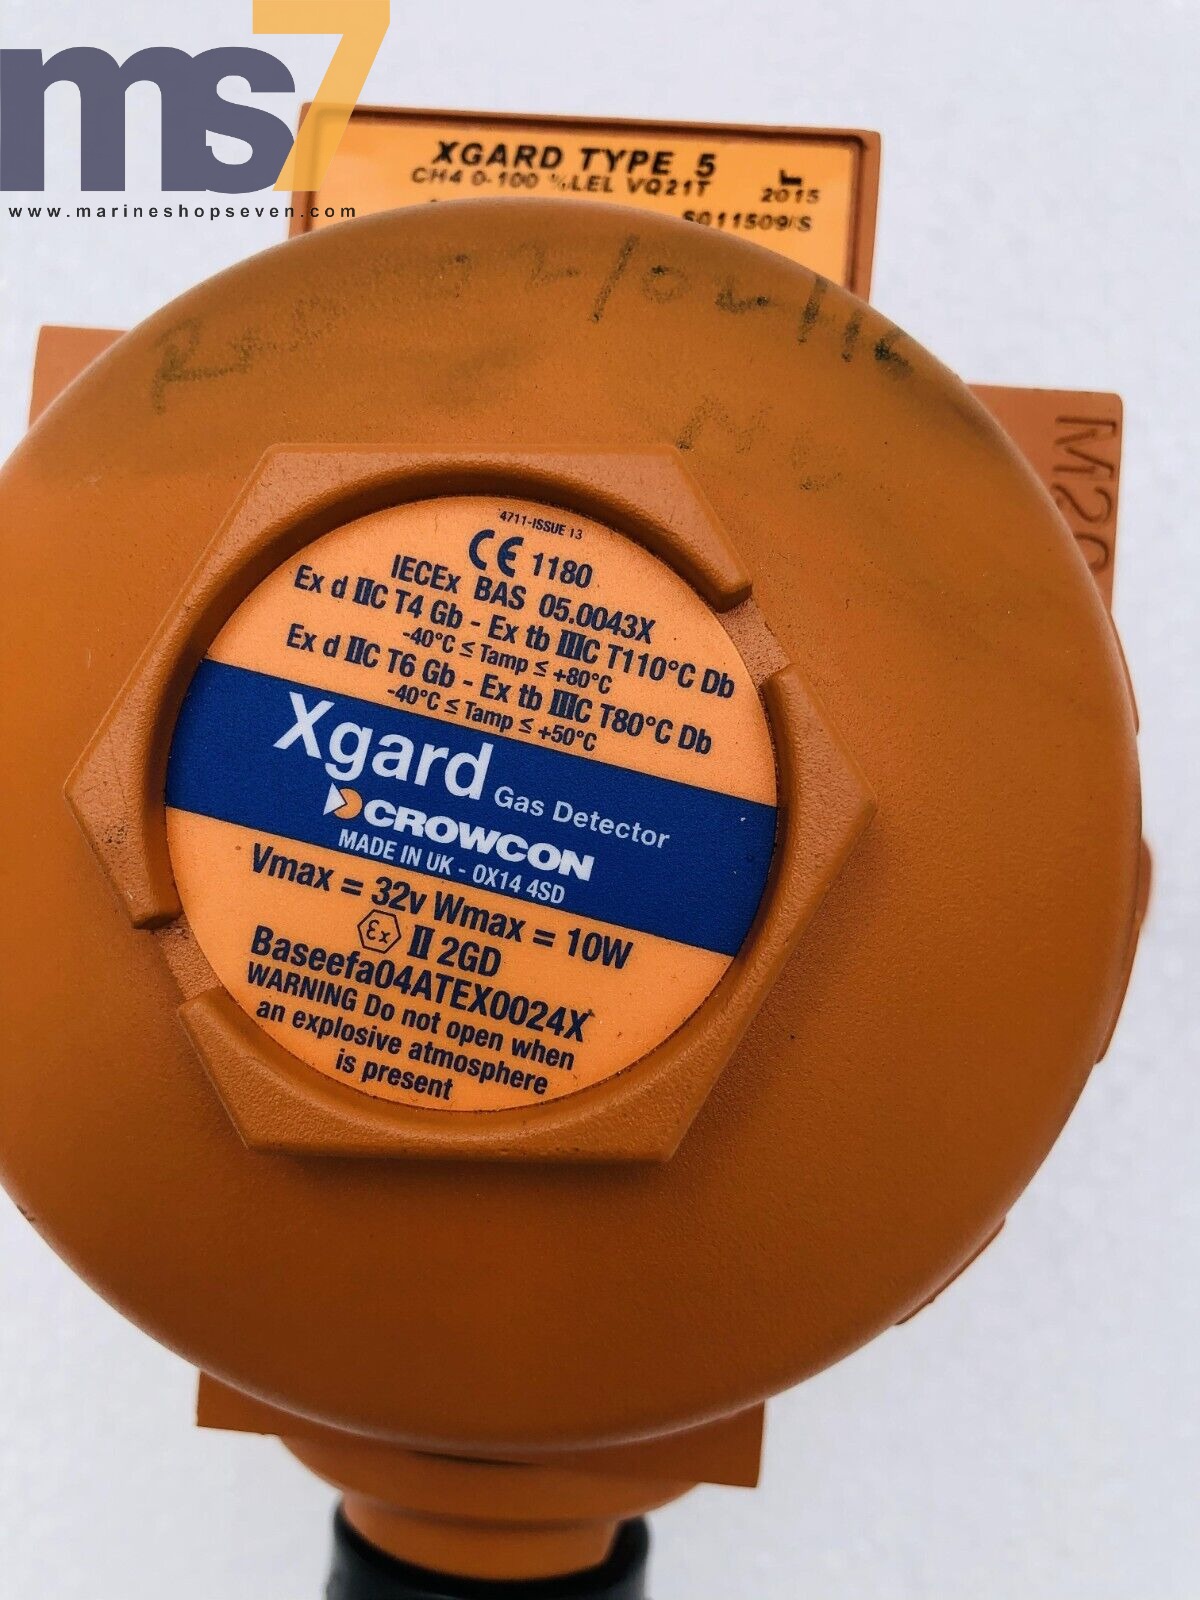 ms7
www.marineshopseven.com
XGARD TYPE 5
CH4 0-100 %LEL VQ21T
2015
S011509/S
02/02/16
M20
4711-ISSUE 13
CE 1180
IECEx BAS 05.0043X
Ex d IIC T4 Gb - Ex tb IIIC T110°C Db
-40°C ≤ Tamp ≤ +80°C
Ex d IIC T6 Gb - Ex tb IIIC T80°C Db
-40°C ≤ Tamp ≤ +50°C
Xgard Gas Detector
CROWCON
MADE IN UK - OX14 4SD
Vmax = 32v Wmax = 10W
Ex II 2GD
Baseefa04ATEX0024X
WARNING Do not open when
an explosive atmosphere
is present